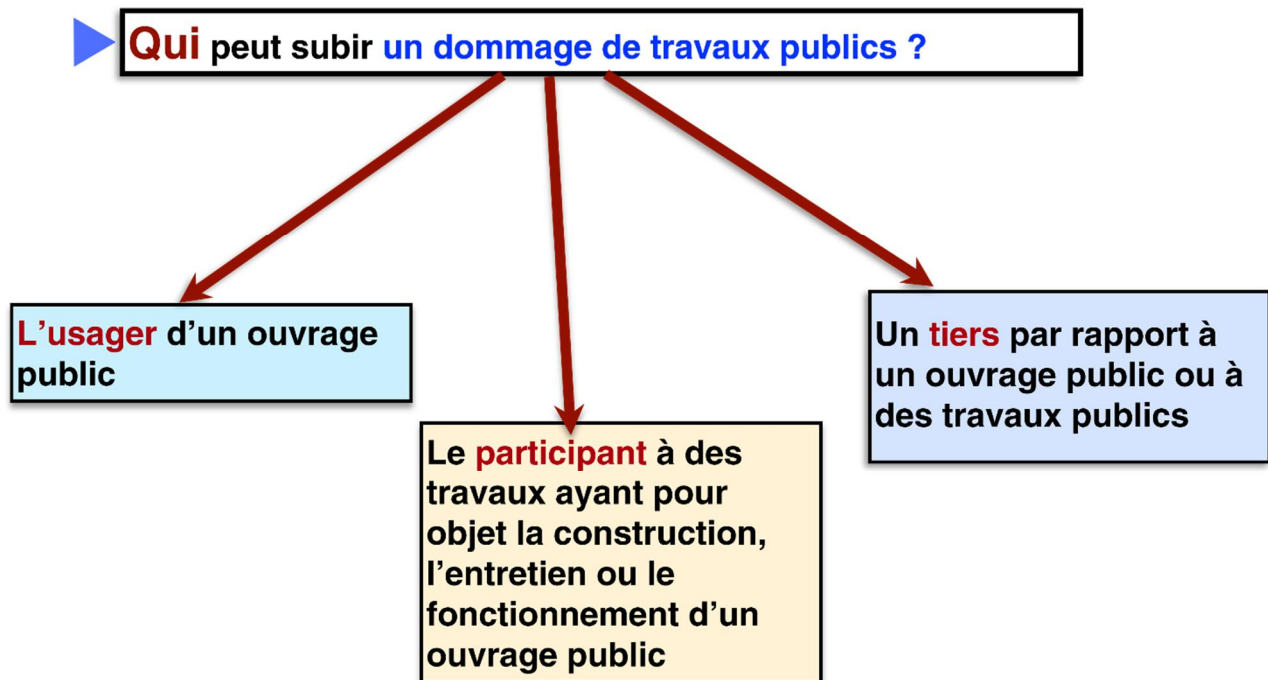 Qui peut subir un dommage de travaux publics ?
L’usager d’un ouvrage
public
Le participant à des
travaux ayant pour
objet la construction,
l’entretien ou le
fonctionnement d’un
ouvrage public
Un tiers par rapport à
un ouvrage public ou à
des travaux publics